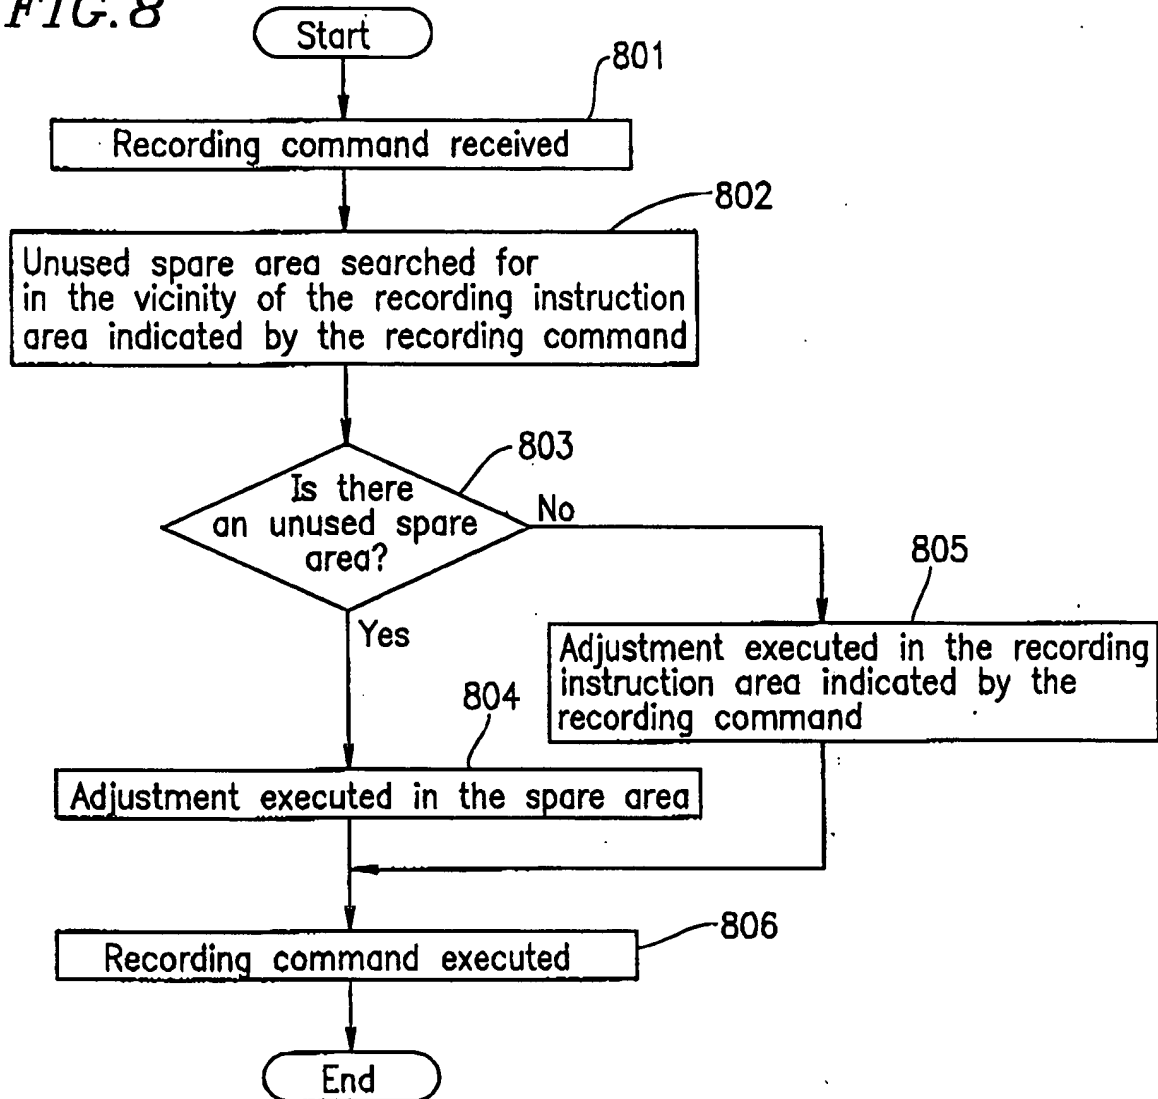 FIG. 8
Start
801
Recording command received
802
Unused spare area searched for
in the vicinity of the recording instruction
area indicated by the recording command
803
Is there
an unused spare
area?
No
Yes
805
Adjustment executed in the recording
instruction area indicated by the
recording command
804
Adjustment executed in the spare area
806
Recording command executed
End